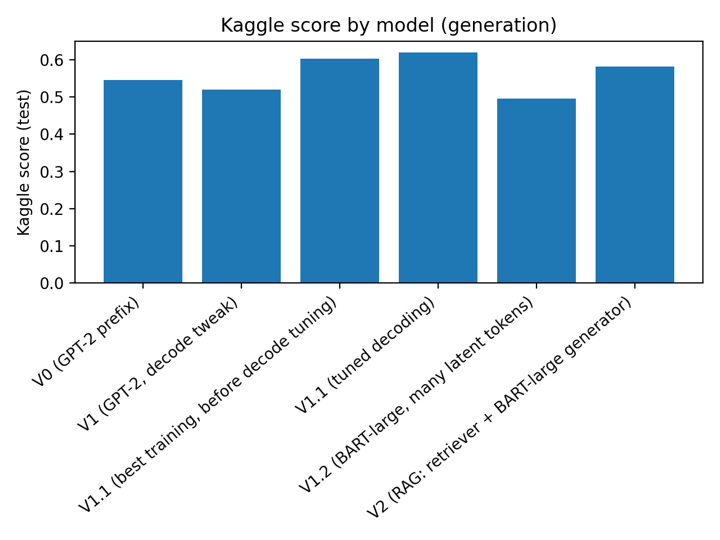 Kaggle score by model (generation)
Kaggle score (test)
0.6
0.5
0.4
0.3
0.2
0.1
0.0
V0 (GPT-2 prefix)
V1 (GPT-2, decode tweak)
V1.1 (best training, before decode tuning)
V1.1 (tuned decoding)
V1.2 (BART-large, many latent tokens)
V2 (RAG: retriever + BART-large generator)